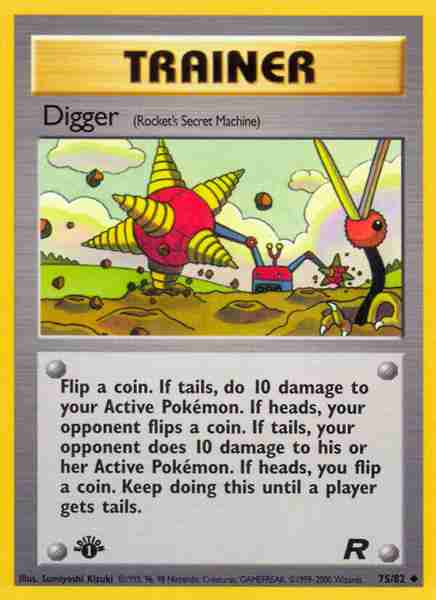 TRAINER
Digger (Rocket's Secret Machine)
Flip a coin. If tails, do 10 damage to
your Active Pokémon. If heads, your
opponent flips a coin. If tails, your
opponent does 10 damage to his or
her Active Pokémon. If heads, you flip
a coin. Keep doing this until a player
gets tails.
EDITION
1
R
Illus. Sumiyoshi Kizuki ©1995, 96, 98 Nintendo, Creatures, GAMEFREAK. ©1999-2000 Wizards. 75/82